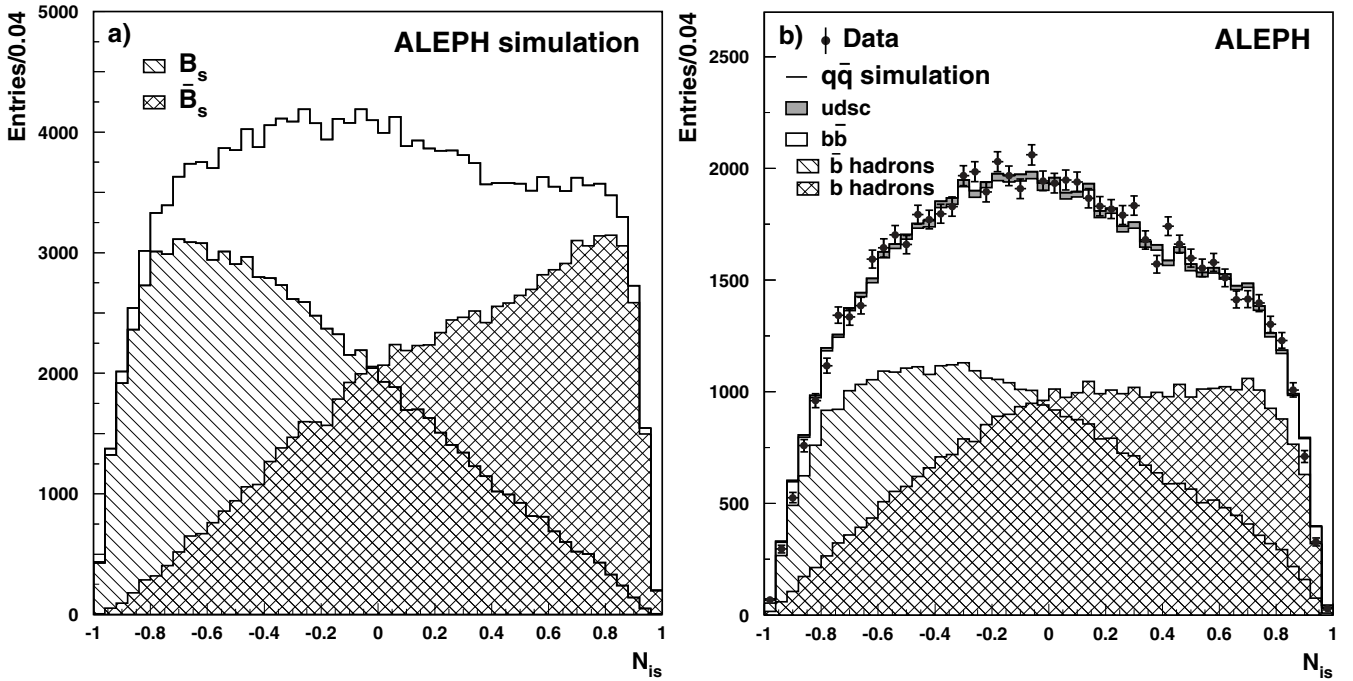 a)
ALEPH simulation
B_s
B̄_s
Entries/0.04
5000
4000
3000
2000
1000
0
-1 -0.8 -0.6 -0.4 -0.2 0 0.2 0.4 0.6 0.8 1
N_is
b)
Data
ALEPH
qq̄ simulation
udsc
bb̄
b̄ hadrons
b hadrons
Entries/0.04
2500
2000
1500
1000
500
0
-1 -0.8 -0.6 -0.4 -0.2 0 0.2 0.4 0.6 0.8 1
N_is